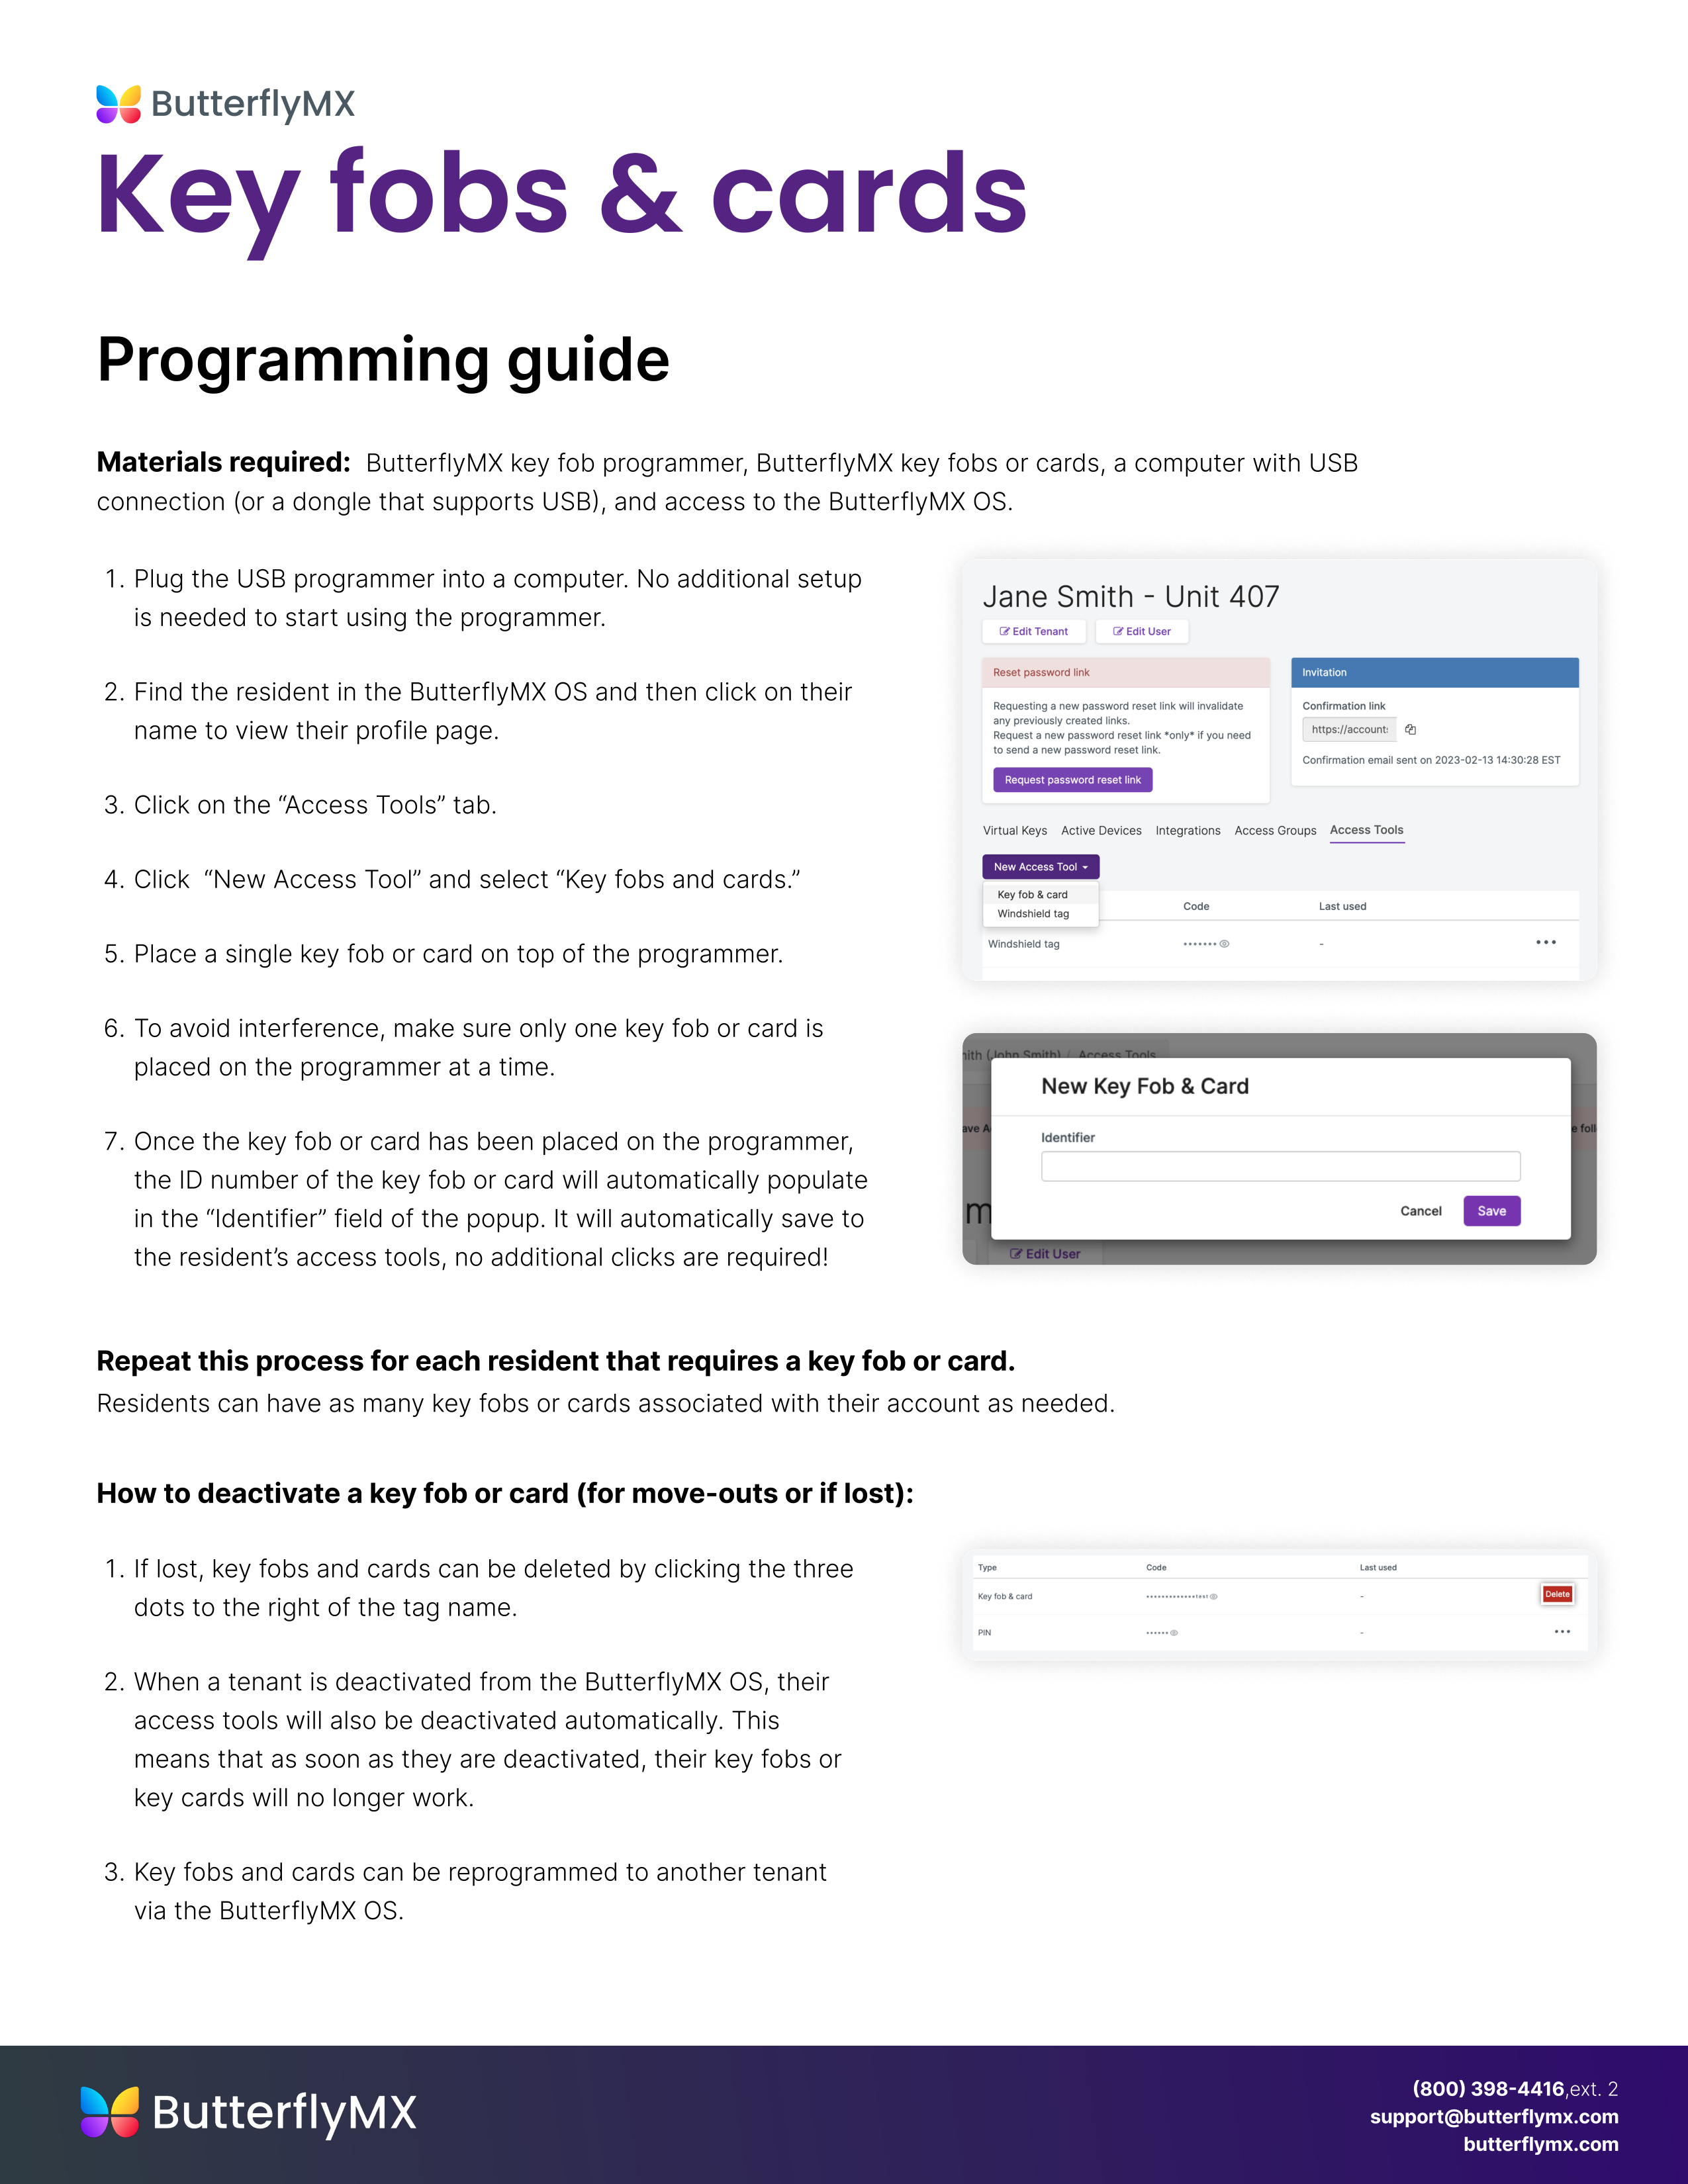 ButterflyMX
Key fobs & cards
Programming guide
Materials required: ButterflyMX key fob programmer, ButterflyMX key fobs or cards, a computer with USB
connection (or a dongle that supports USB), and access to the ButterflyMX OS.
1. Plug the USB programmer into a computer. No additional setup
is needed to start using the programmer.
2. Find the resident in the ButterflyMX OS and then click on their
name to view their profile page.
3. Click on the “Access Tools” tab.
4. Click “New Access Tool” and select “Key fobs and cards.”
5. Place a single key fob or card on top of the programmer.
6. To avoid interference, make sure only one key fob or card is
placed on the programmer at a time.
7. Once the key fob or card has been placed on the programmer,
the ID number of the key fob or card will automatically populate
in the “Identifier” field of the popup. It will automatically save to
the resident’s access tools, no additional clicks are required!
Jane Smith - Unit 407
Edit Tenant Edit User
Reset password link
Requesting a new password reset link will invalidate
any previously created links.
Request a new password reset link *only* if you need
to send a new password reset link.
Request password reset link
Invitation
Confirmation link
https://account:
Confirmation email sent on 2023-02-13 14:30:28 EST
Virtual Keys Active Devices Integrations Access Groups Access Tools
New Access Tool
Key fob & card
Windshield tag
Code Last used
Windshield tag ••••••• - •••
ith (John Smith) / Access Tools
ave A
e foll
m
New Key Fob & Card
Identifier
Cancel Save
Edit User
Repeat this process for each resident that requires a key fob or card.
Residents can have as many key fobs or cards associated with their account as needed.
How to deactivate a key fob or card (for move-outs or if lost):
1. If lost, key fobs and cards can be deleted by clicking the three
dots to the right of the tag name.
2. When a tenant is deactivated from the ButterflyMX OS, their
access tools will also be deactivated automatically. This
means that as soon as they are deactivated, their key fobs or
key cards will no longer work.
3. Key fobs and cards can be reprogrammed to another tenant
via the ButterflyMX OS.
Type Code Last used
Key fob & card •••••••••••••test - Delete
PIN •••••• - •••
ButterflyMX
(800) 398-4416,ext. 2
support@butterflymx.com
butterflymx.com